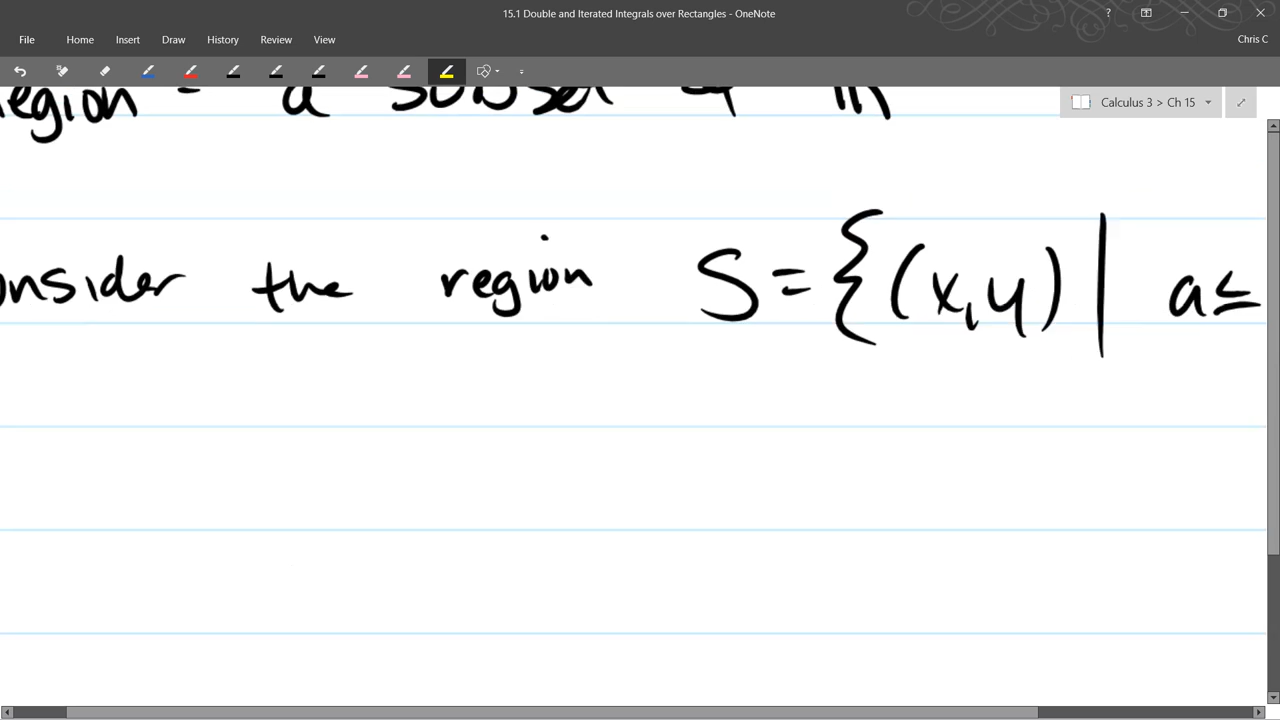 15.1 Double and Iterated Integrals over Rectangles - OneNote
File Home Insert Draw History Review View
Chris C
Calculus 3 > Ch 15
egion - a subset of
onsider the region S = {(x,y) | a ≤